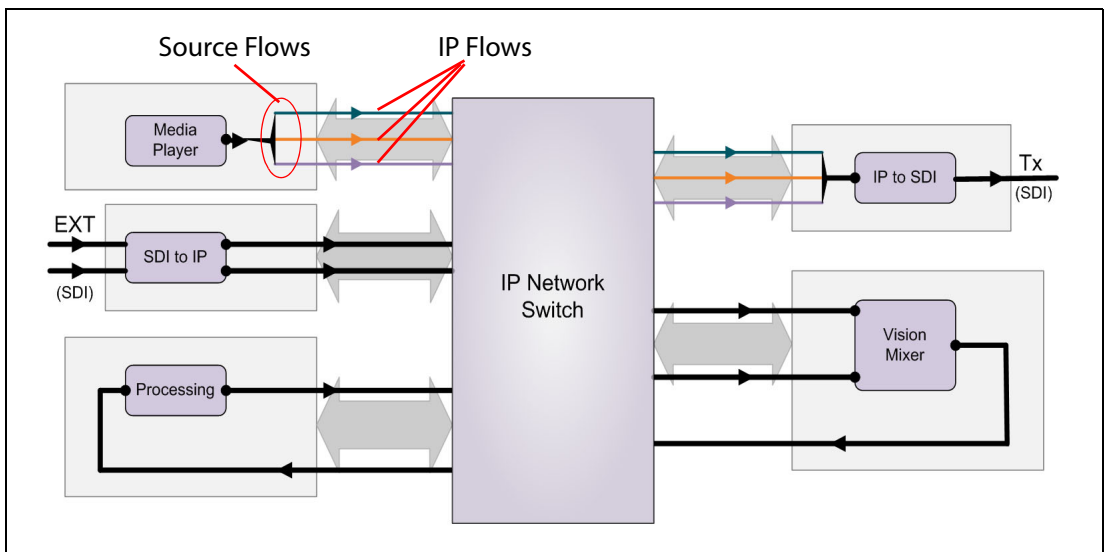 Source Flows
IP Flows
Media
Player
EXT
SDI to IP
(SDI)
Processing
IP Network
Switch
IP to SDI
Tx
(SDI)
Vision
Mixer